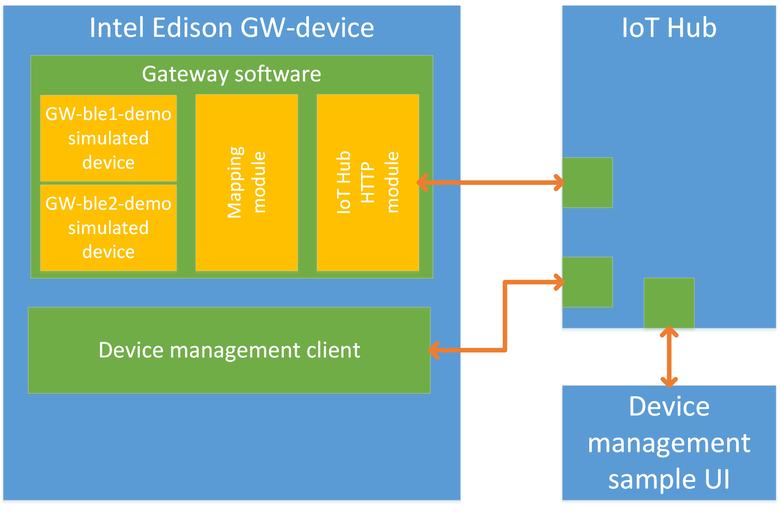 Intel Edison GW-device
Gateway software
GW-ble1-demo
simulated
device
GW-ble2-demo
simulated
device
Mapping
module
IoT Hub
HTTP
module
Device management client
IoT Hub
Device
management
sample UI